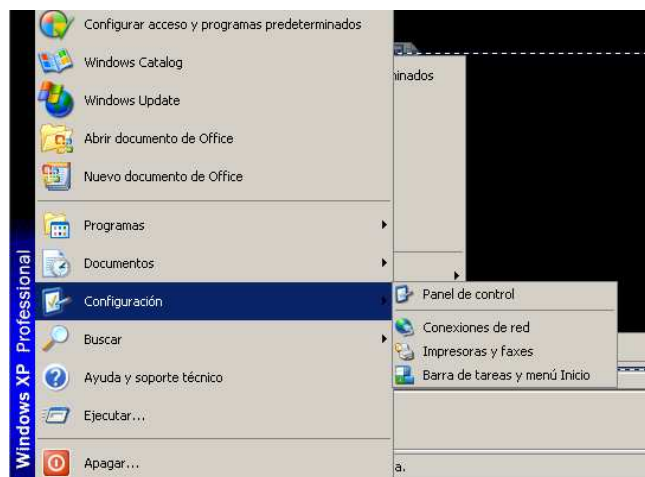 Configurar acceso y programas predeterminados
Windows Catalog
Windows Update
Abrir documento de Office
Nuevo documento de Office
Programas
Documentos
Configuración
Buscar
Ayuda y soporte técnico
Ejecutar...
Apagar...
Windows XP Professional
minados
Panel de control
Conexiones de red
Impresoras y faxes
Barra de tareas y menú Inicio
a.